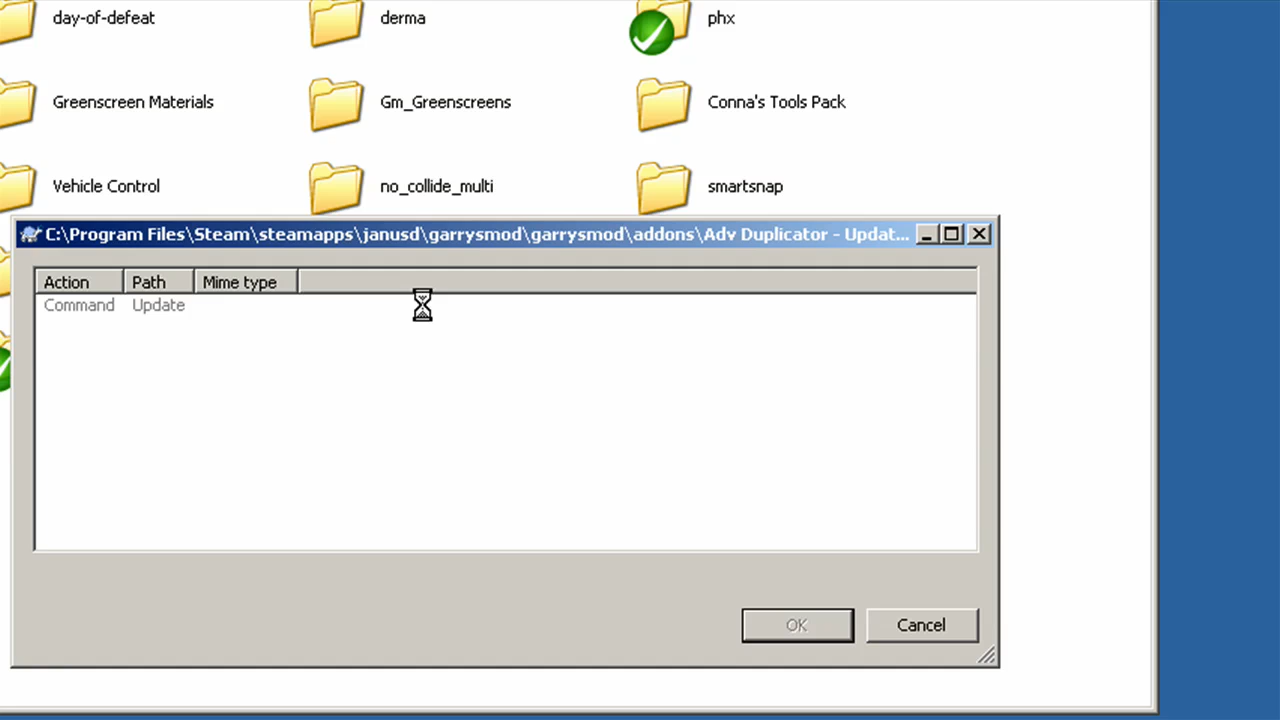 day-of-defeat derma phx
Greenscreen Materials Gm_Greenscreens Conna's Tools Pack
Vehicle Control no_collide_multi smartsnap
C:\Program Files\Steam\steamapps\janusd\garrysmod\garrysmod\addons\Adv Duplicator - Updat...
Action Path Mime type
Command Update
OK Cancel